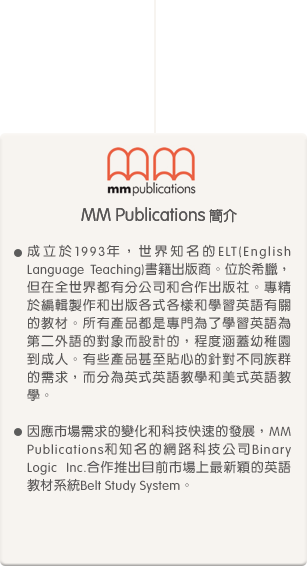 mmpublications
MM Publications 簡介
● 成立於1993年，世界知名的ELT(English
Language Teaching)書籍出版商。位於希臘，
但在全世界都有分公司和合作出版社。專精
於編輯製作和出版各式各樣和學習英語有關
的教材。所有產品都是專門為了學習英語為
第二外語的對象而設計的，程度涵蓋幼稚園
到成人。有些產品甚至貼心的針對不同族群
的需求，而分為英式英語教學和美式英語教
學。
● 因應市場需求的變化和科技快速的發展，MM
Publications和知名的網路科技公司Binary
Logic Inc.合作推出目前市場上最新穎的英語
教材系統Belt Study System。